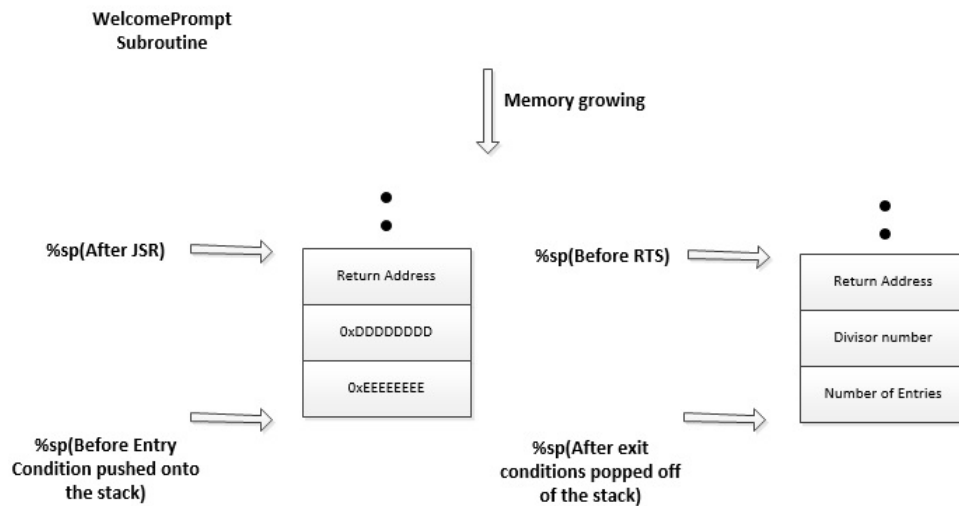 WelcomePrompt
Subroutine
Memory growing
%sp(After JSR)
Return Address
0xDDDDDDDD
0xEEEEEEEE
%sp(Before Entry
Condition pushed onto
the stack)
%sp(Before RTS)
Return Address
Divisor number
Number of Entries
%sp(After exit
conditions popped off
of the stack)